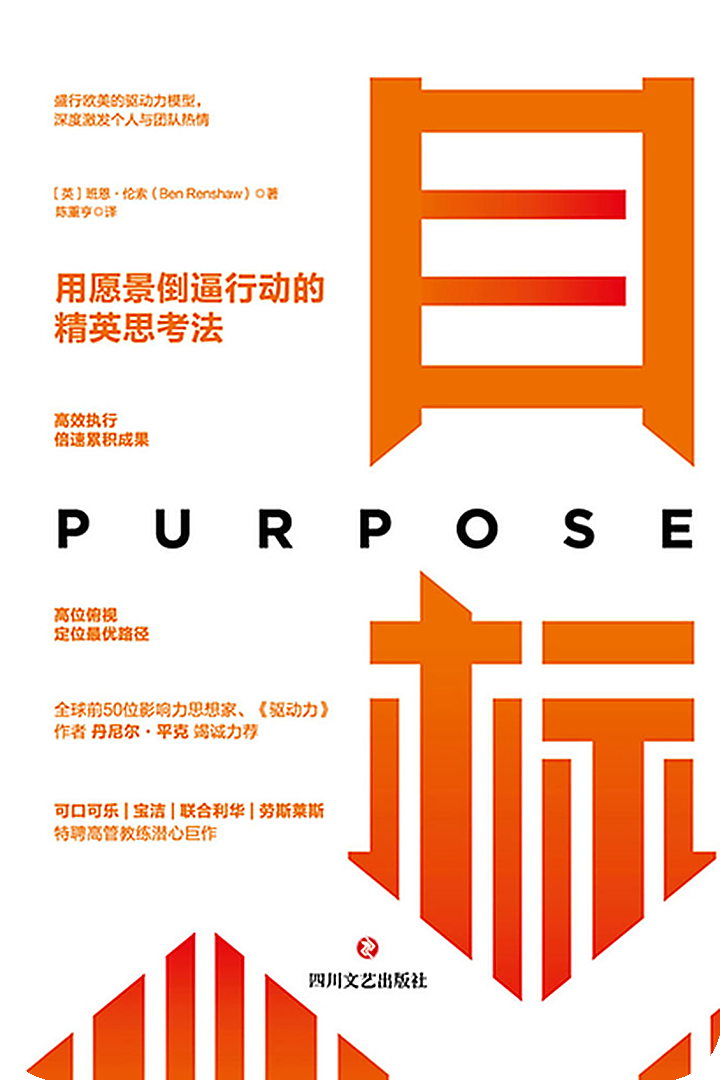 盛行欧美的驱动力模型，
深度激发个人与团队热情
［英］班恩·伦索（Ben Renshaw）◎著
陈重亨◎译
用愿景倒逼行动的
精英思考法
高效执行
倍速累积成果
目
PURPOSE
标
高位俯视
定位最优路径
全球前50位影响力思想家、《驱动力》
作者 丹尼尔·平克 竭诚力荐
可口可乐｜宝洁｜联合利华｜劳斯莱斯
特聘高管教练潜心巨作
四川文艺出版社